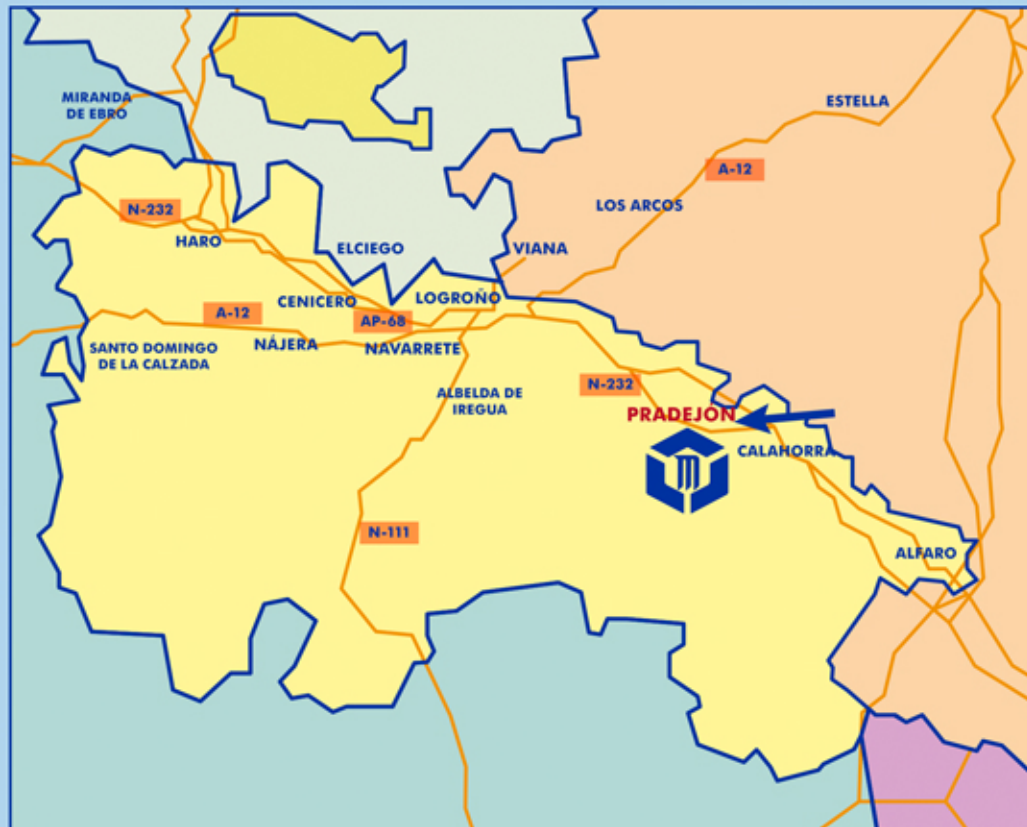 MIRANDA
DE EBRO
ESTELLA
A-12
LOS ARCOS
N-232
HARO
ELCIEGO
VIANA
CENICERO
LOGROÑO
A-12
AP-68
SANTO DOMINGO
DE LA CALZADA
NÁJERA
NAVARRETE
N-232
ALBELDA DE
IREGUA
PRADEJÓN
CALAHORRA
N-111
ALFARO